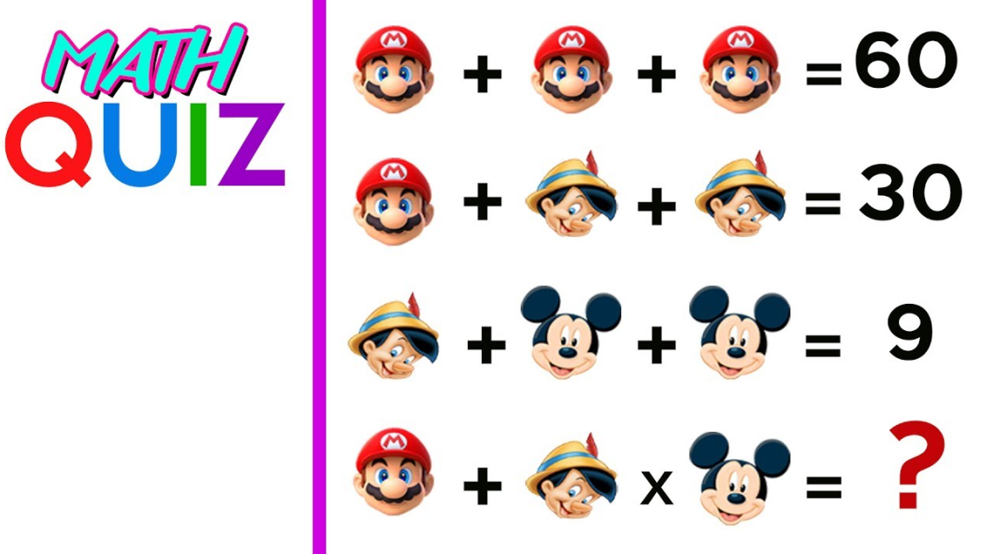 MATH
QUIZ
+ + = 60
+ + = 30
+ + = 9
+ x = ?